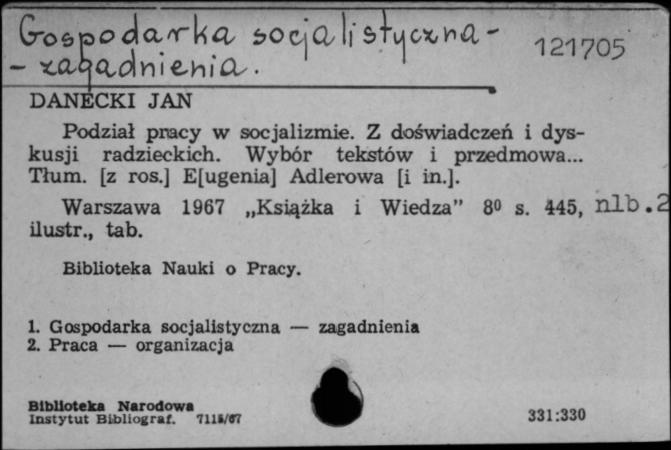 Gospodarka socjalistyczna - 121705
- zagadnienia.
DANECKI JAN
Podział pracy w socjalizmie. Z doświadczeń i dys-
kusji radzieckich. Wybór tekstów i przedmowa...
Tłum. [z ros.] E[ugenia] Adlerowa [i in.].
Warszawa 1967 „Książka i Wiedza” 8⁰ s. 445, nlb.2
ilustr., tab.
Biblioteka Nauki o Pracy.
1. Gospodarka socjalistyczna — zagadnienia
2. Praca — organizacja
Biblioteka Narodowa
Instytut Bibliograf. 7115/67 331:330